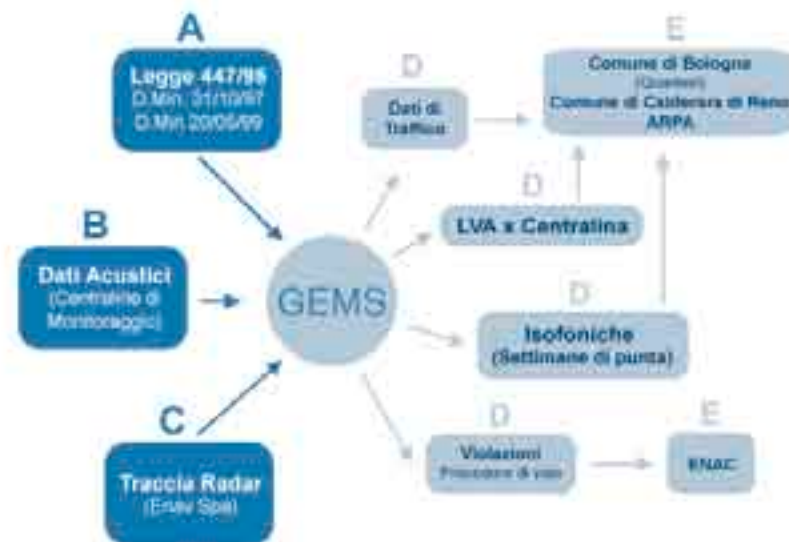 A
Legge 447/95
D.Min. 31/10/97
D.Min 20/05/99
B
Dati Acustici
(Centraline di
Monitoraggio)
C
Traccia Radar
(Enav Spa)
GEMS
D
Dati di
Traffico
D
LVA x Centralina
D
Isofoniche
(Settimane di punta)
D
Violazioni
Procedure di volo
E
Comune di Bologna
(Quartieri)
Comune di Calderara di Reno
ARPA
E
ENAC